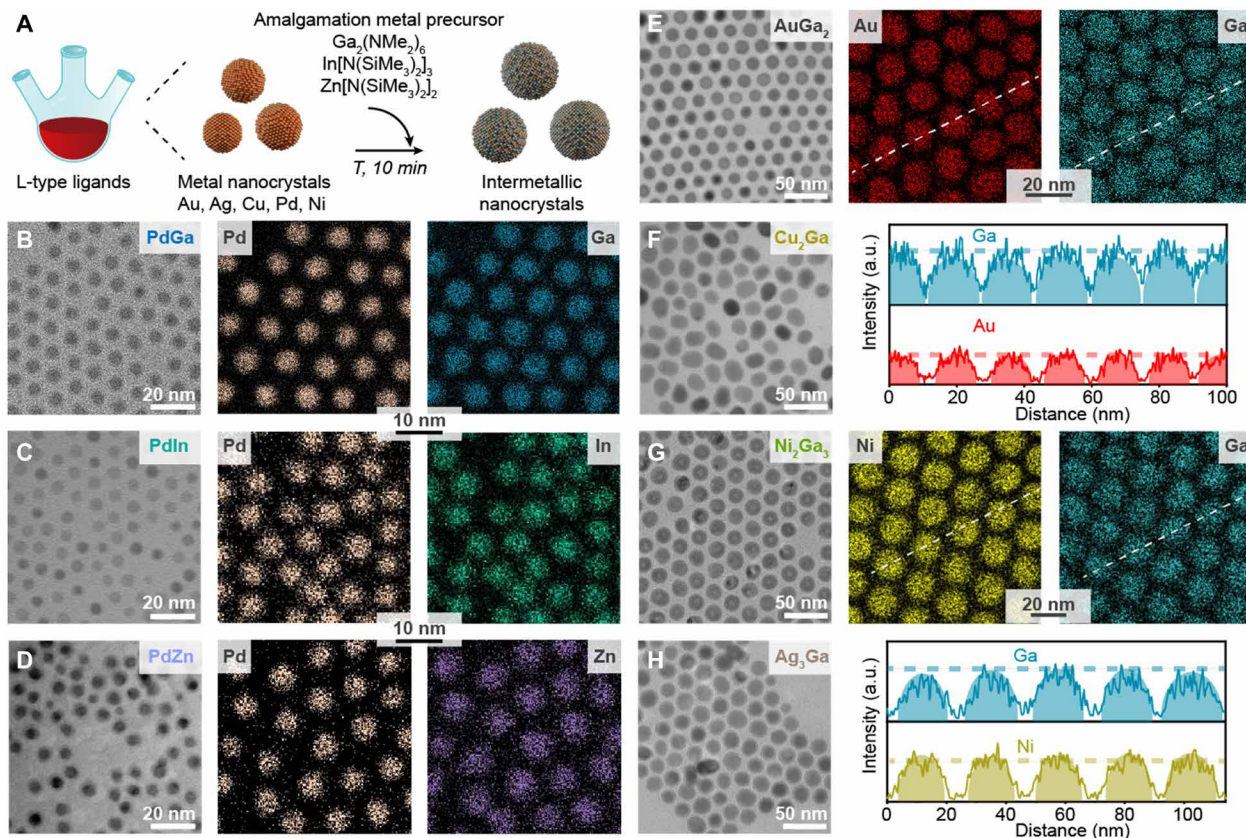 A
Amalgamation metal precursor
Ga₂(NMe₂)₆
In[N(SiMe₃)₂]₃
Zn[N(SiMe₃)₂]₂
T, 10 min
L-type ligands
Metal nanocrystals
Au, Ag, Cu, Pd, Ni
Intermetallic
nanocrystals
B
PdGa
20 nm
Pd
Ga
10 nm
C
PdIn
20 nm
Pd
In
10 nm
D
PdZn
20 nm
Pd
Zn
E
AuGa₂
50 nm
Au
Ga
20 nm
F
Cu₂Ga
50 nm
Intensity (a.u.)
Ga
Au
0 20 40 60 80 100
Distance (nm)
G
Ni₂Ga₃
50 nm
Ni
Ga
20 nm
H
Ag₃Ga
50 nm
Intensity (a.u.)
Ga
Ni
0 20 40 60 80 100
Distance (nm)